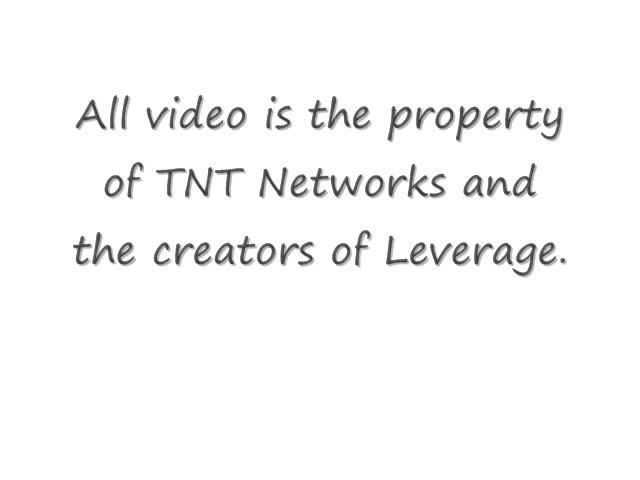 All video is the property
of TNT Networks and
the creators of Leverage.